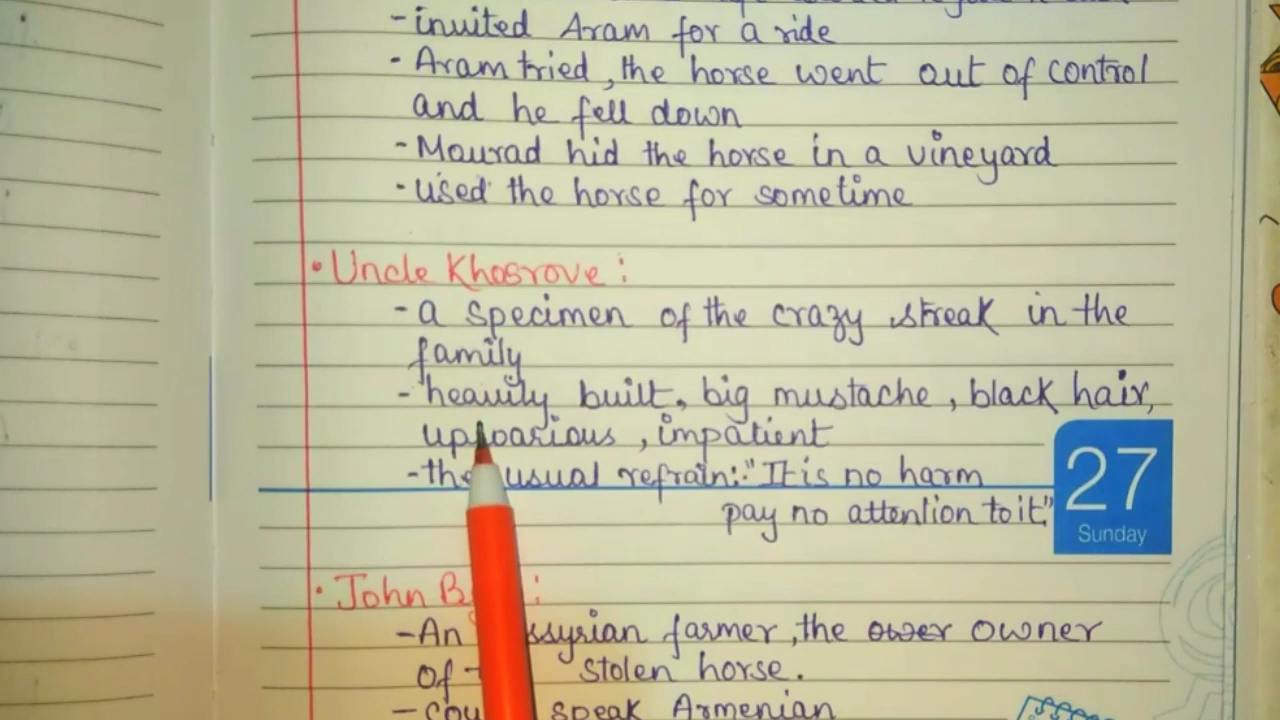 - invited Aram for a ride
- Aram tried, the horse went out of control
and he fell down
- Mourad hid the horse in a vineyard
- used the horse for sometime
• Uncle Khosrove :
- a specimen of the crazy streak in the
family
- heavily built, big mustache, black hair,
impatient
- the usual refrain: "It is no harm
pay no attention to it"
27
Sunday
• John :
- An farmer, the ower owner
of stolen horse.
- speak Armenian